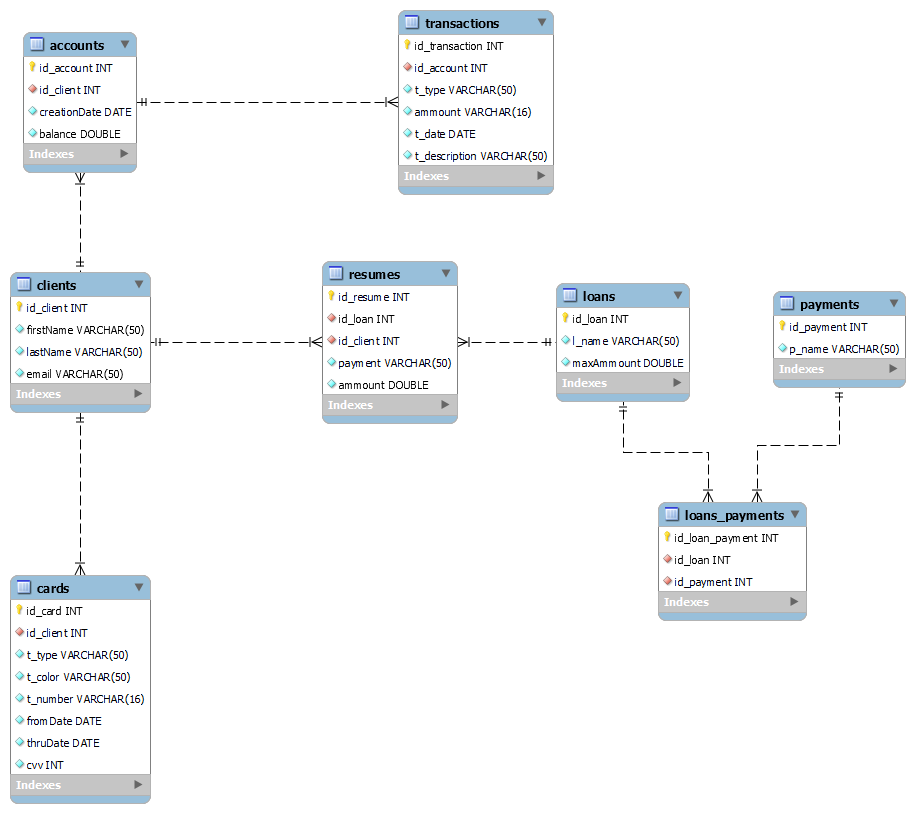 accounts
id_account INT
id_client INT
creationDate DATE
balance DOUBLE
Indexes
transactions
id_transaction INT
id_account INT
t_type VARCHAR(50)
ammount VARCHAR(16)
t_date DATE
t_description VARCHAR(50)
Indexes
clients
id_client INT
firstName VARCHAR(50)
lastName VARCHAR(50)
email VARCHAR(50)
Indexes
resumes
id_resume INT
id_loan INT
id_client INT
payment VARCHAR(50)
ammount DOUBLE
Indexes
loans
id_loan INT
l_name VARCHAR(50)
maxAmmount DOUBLE
Indexes
payments
id_payment INT
p_name VARCHAR(50)
Indexes
loans_payments
id_loan_payment INT
id_loan INT
id_payment INT
Indexes
cards
id_card INT
id_client INT
t_type VARCHAR(50)
t_color VARCHAR(50)
t_number VARCHAR(16)
fromDate DATE
thruDate DATE
cvv INT
Indexes